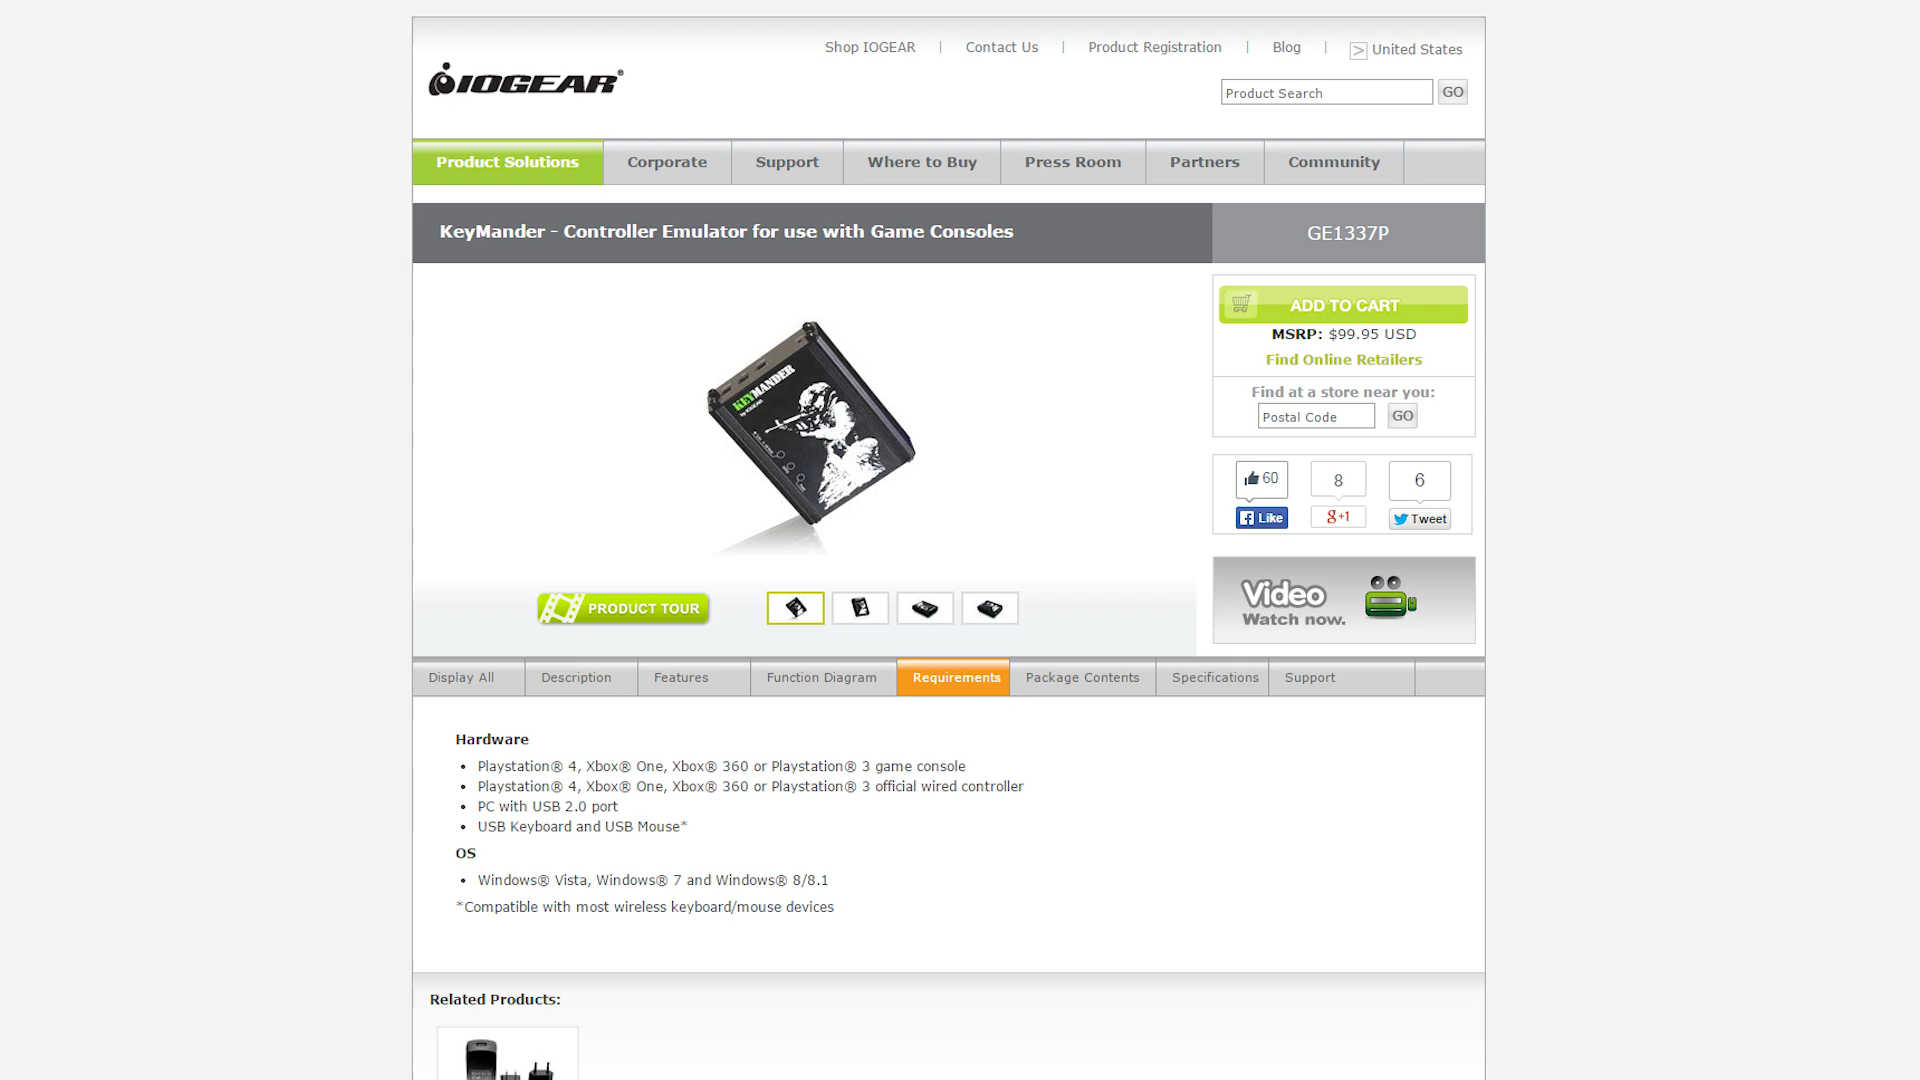 Shop IOGEAR | Contact Us | Product Registration | Blog | > United States
IOGEAR®
Product Search GO
Product Solutions Corporate Support Where to Buy Press Room Partners Community
KeyMander - Controller Emulator for use with Game Consoles GE1337P
ADD TO CART
MSRP: $99.95 USD
Find Online Retailers
Find at a store near you:
Postal Code GO
KEYMANDER
by IOGEAR
60 8 6
Like g+1 Tweet
Video
Watch now.
PRODUCT TOUR
Display All Description Features Function Diagram Requirements Package Contents Specifications Support
Hardware
• Playstation® 4, Xbox® One, Xbox® 360 or Playstation® 3 game console
• Playstation® 4, Xbox® One, Xbox® 360 or Playstation® 3 official wired controller
• PC with USB 2.0 port
• USB Keyboard and USB Mouse*
OS
• Windows® Vista, Windows® 7 and Windows® 8/8.1
*Compatible with most wireless keyboard/mouse devices
Related Products: